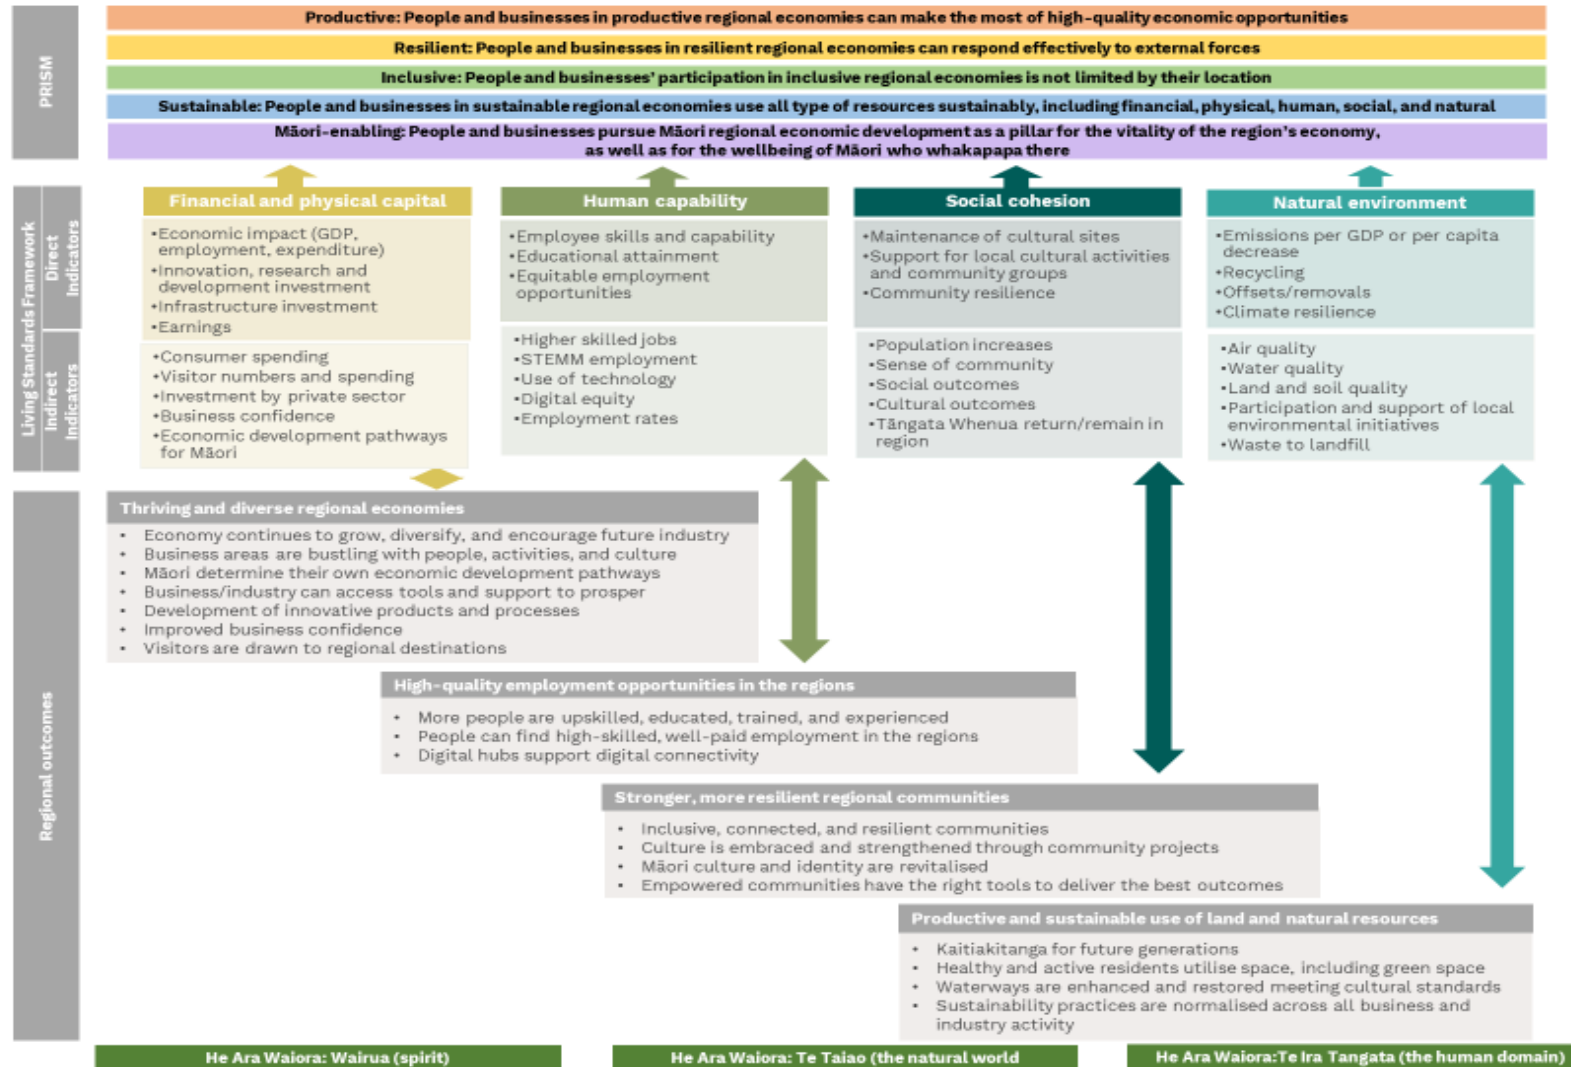 PRISM
Productive: People and businesses in productive regional economies can make the most of high-quality economic opportunities
Resilient: People and businesses in resilient regional economies can respond effectively to external forces
Inclusive: People and businesses' participation in inclusive regional economies is not limited by their location
Sustainable: People and businesses in sustainable regional economies use all type of resources sustainably, including financial, physical, human, social, and natural
Māori-enabling: People and businesses pursue Māori regional economic development as a pillar for the vitality of the region's economy,
as well as for the wellbeing of Māori who whakapapa there
Living Standards Framework
Direct
Indicators
Indirect
Indicators
Financial and physical capital
•Economic impact (GDP,
employment, expenditure)
•Innovation, research and
development investment
•Infrastructure investment
•Earnings
•Consumer spending
•Visitor numbers and spending
•Investment by private sector
•Business confidence
•Economic development pathways
for Māori
Human capability
•Employee skills and capability
•Educational attainment
•Equitable employment
opportunities
•Higher skilled jobs
•STEMM employment
•Use of technology
•Digital equity
•Employment rates
Social cohesion
•Maintenance of cultural sites
•Support for local cultural activities
and community groups
•Community resilience
•Population increases
•Sense of community
•Social outcomes
•Cultural outcomes
•Tāngata Whenua return/remain in
region
Natural environment
•Emissions per GDP or per capita
decrease
•Recycling
•Offsets/removals
•Climate resilience
•Air quality
•Water quality
•Land and soil quality
•Participation and support of local
environmental initiatives
•Waste to landfill
Regional outcomes
Thriving and diverse regional economies
• Economy continues to grow, diversify, and encourage future industry
• Business areas are bustling with people, activities, and culture
• Māori determine their own economic development pathways
• Business/industry can access tools and support to prosper
• Development of innovative products and processes
• Improved business confidence
• Visitors are drawn to regional destinations
High-quality employment opportunities in the regions
• More people are upskilled, educated, trained, and experienced
• People can find high-skilled, well-paid employment in the regions
• Digital hubs support digital connectivity
Stronger, more resilient regional communities
• Inclusive, connected, and resilient communities
• Culture is embraced and strengthened through community projects
• Māori culture and identity are revitalised
• Empowered communities have the right tools to deliver the best outcomes
Productive and sustainable use of land and natural resources
• Kaitiakitanga for future generations
• Healthy and active residents utilise space, including green space
• Waterways are enhanced and restored meeting cultural standards
• Sustainability practices are normalised across all business and
industry activity
He Ara Waiora: Wairua (spirit)
He Ara Waiora: Te Taiao (the natural world
He Ara Waiora:Te Ira Tangata (the human domain)